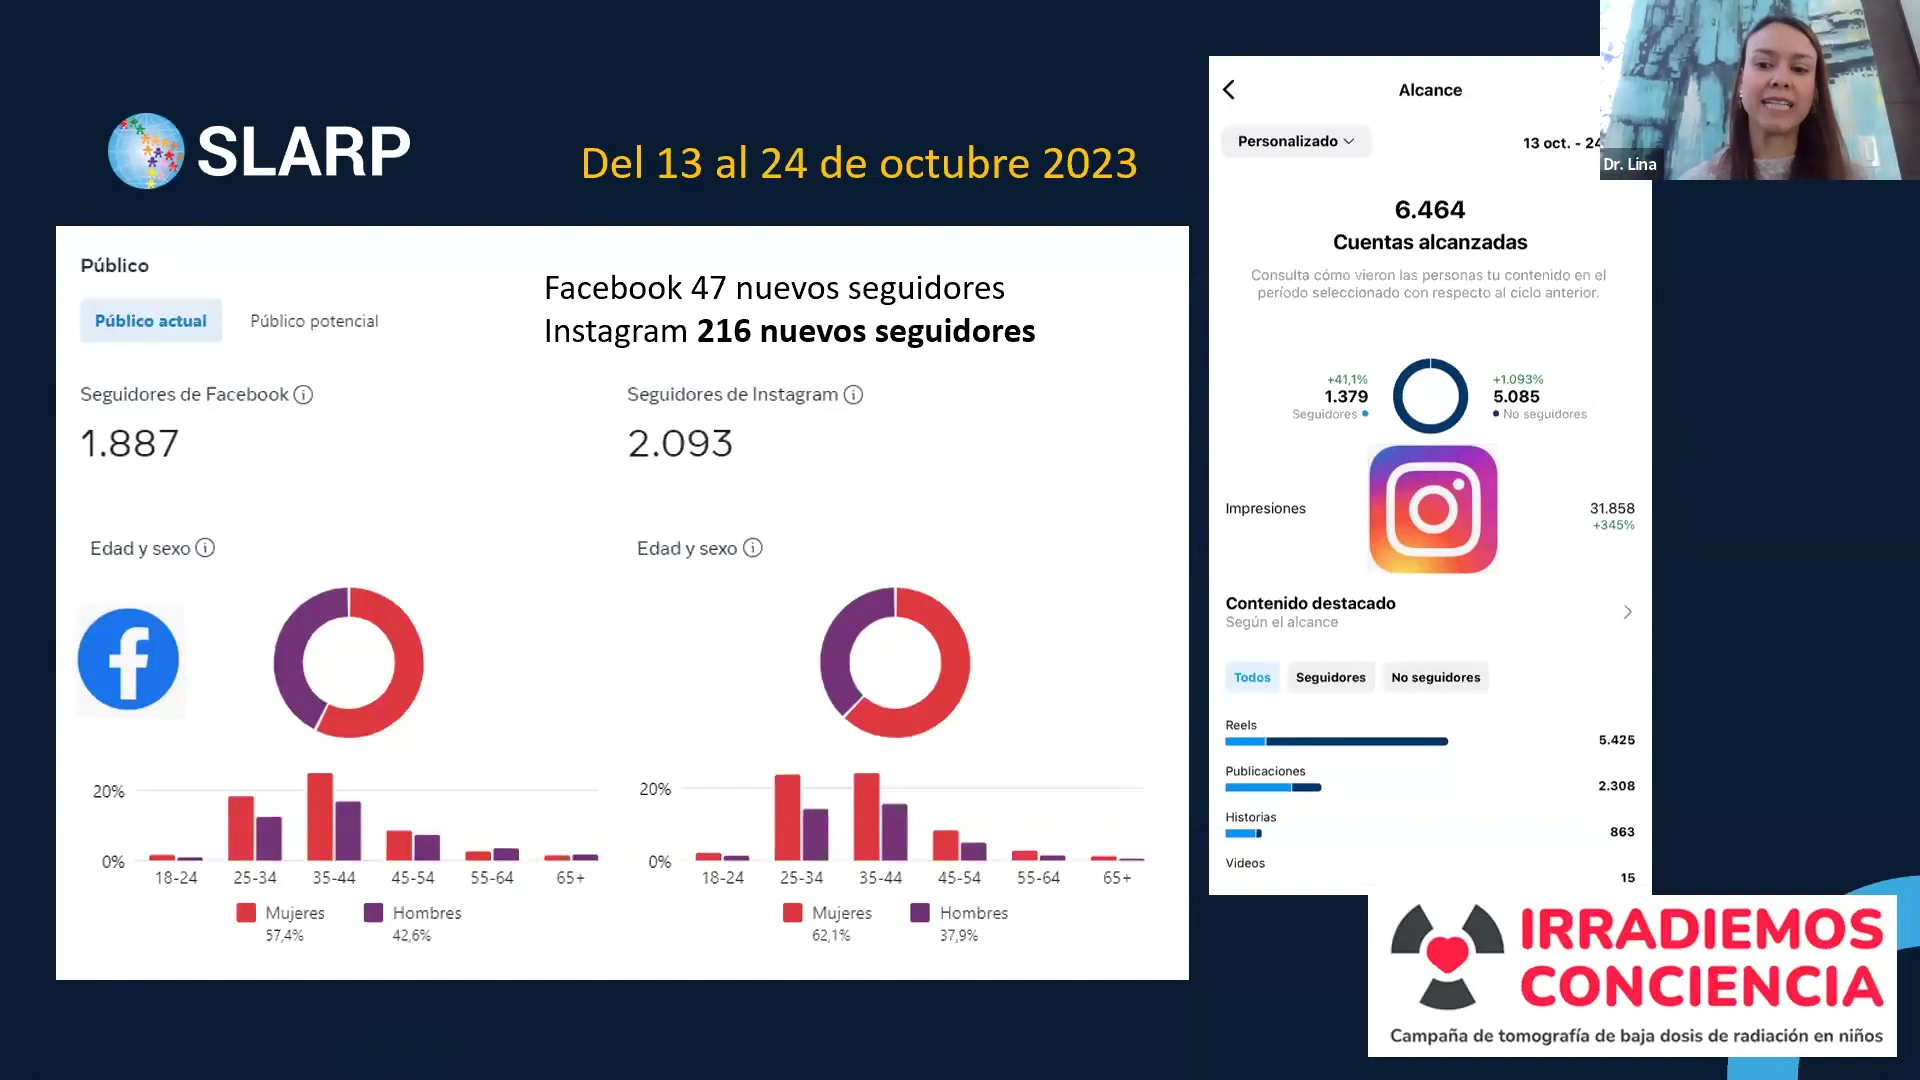 SLARP
Del 13 al 24 de octubre 2023
Público
Público actual
Público potencial
Facebook 47 nuevos seguidores
Instagram 216 nuevos seguidores
Seguidores de Facebook
1.887
Seguidores de Instagram
2.093
Edad y sexo
20%
0%
18-24 25-34 35-44 45-54 55-64 65+
Mujeres Hombres
57,4% 42,6%
Edad y sexo
20%
0%
18-24 25-34 35-44 45-54 55-64 65+
Mujeres Hombres
62,1% 37,9%
Alcance
Personalizado
13 oct. - 24
6.464
Cuentas alcanzadas
Consulta cómo vieron las personas tu contenido en el
período seleccionado con respecto al ciclo anterior.
+41,1%
1.379
Seguidores
+1.093%
5.085
No seguidores
Impresiones
31.858
+345%
Contenido destacado
Según el alcance
Todos Seguidores No seguidores
Reels
5.425
Publicaciones
2.308
Historias
863
Videos
15
Dr. Lina
IRRADIEMOS
CONCIENCIA
Campaña de tomografía de baja dosis de radiación en niños